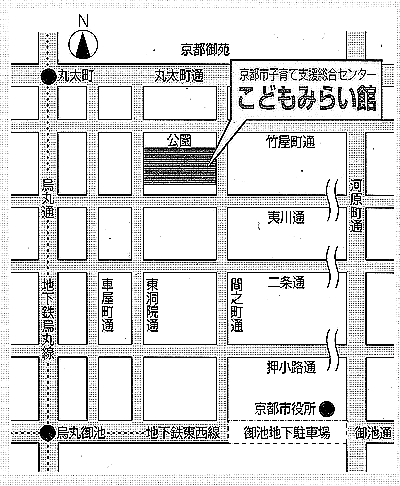 N
京都御苑
丸太町
丸太町通
京都市子育て支援総合センター
こどもみらい館
公園
竹屋町通
烏丸通
河原町通
夷川通
地下鉄烏丸線
車屋町通
東洞院通
間之町通
二条通
押小路通
京都市役所
烏丸御池
地下鉄東西線
御池地下駐車場
御池通